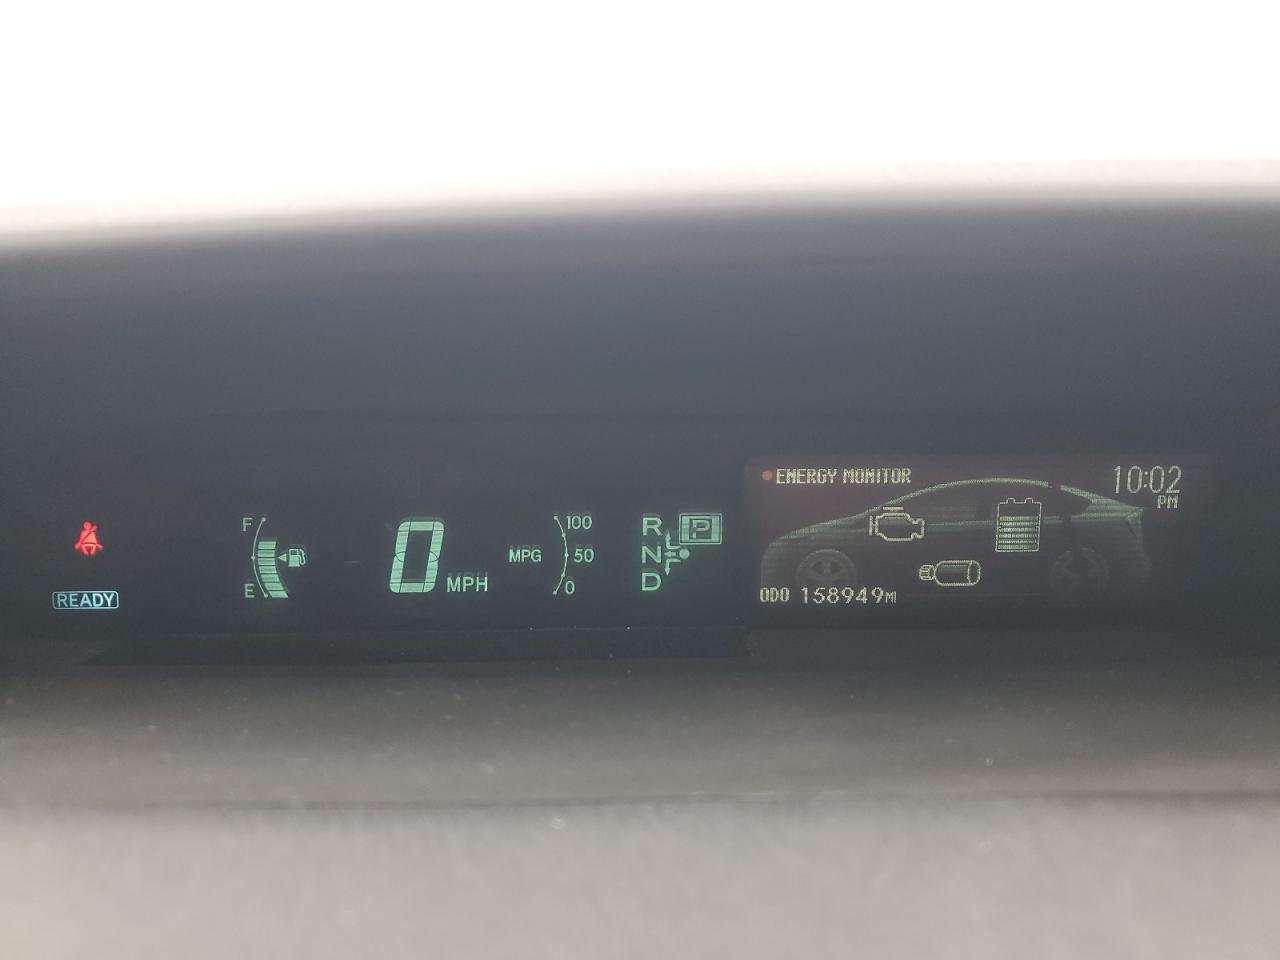 READY
F
E
0 MPH
MPG
100
50
0
R
N
D
P
ENERGY MONITOR
10:02
PM
ODO 158949MI